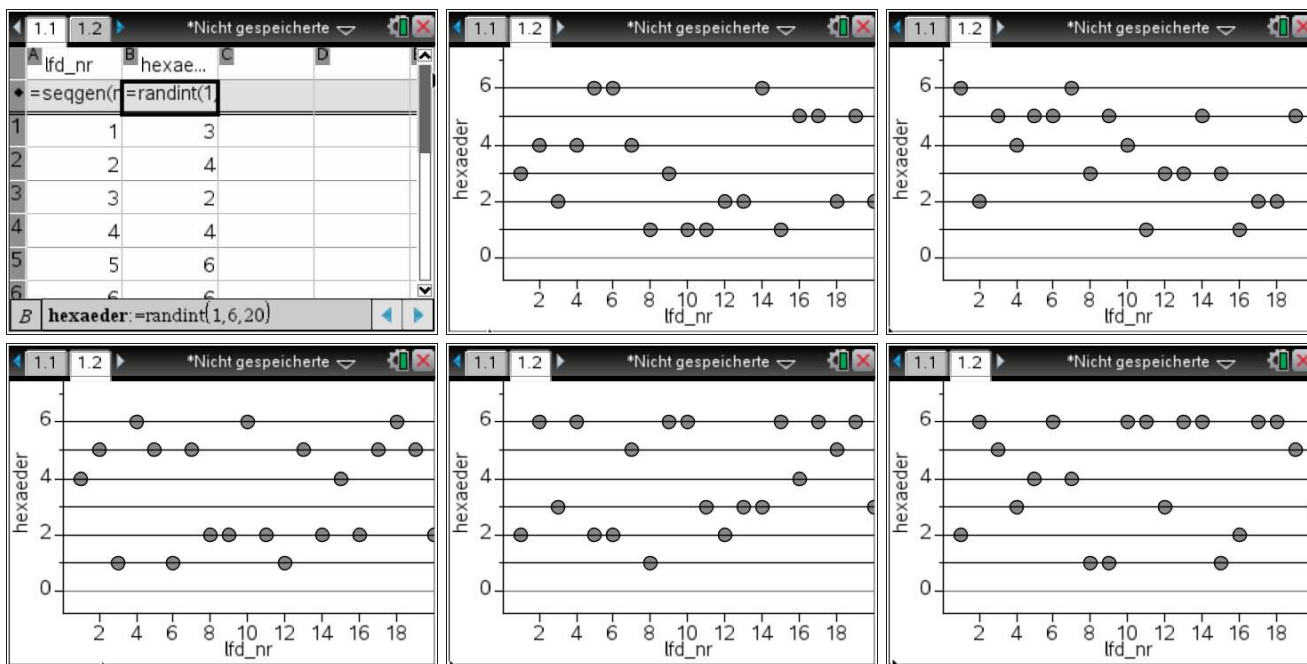 1.1 1.2 *Nicht gespeicherte
A lfd_nr B hexae... C D
=seqgen(n =randint(1,
1 1 3
2 2 4
3 3 2
4 4 4
5 5 6
B hexaeder:=randint(1,6,20)
1.1 1.2 *Nicht gespeicherte
hexaeder
6
4
2
0
2 4 6 8 10 12 14 16 18
lfd_nr
1.1 1.2 *Nicht gespeicherte
hexaeder
6
4
2
0
2 4 6 8 10 12 14 16 18
lfd_nr
1.1 1.2 *Nicht gespeicherte
hexaeder
6
4
2
0
2 4 6 8 10 12 14 16 18
lfd_nr
1.1 1.2 *Nicht gespeicherte
hexaeder
6
4
2
0
2 4 6 8 10 12 14 16 18
lfd_nr
1.1 1.2 *Nicht gespeicherte
hexaeder
6
4
2
0
2 4 6 8 10 12 14 16 18
lfd_nr